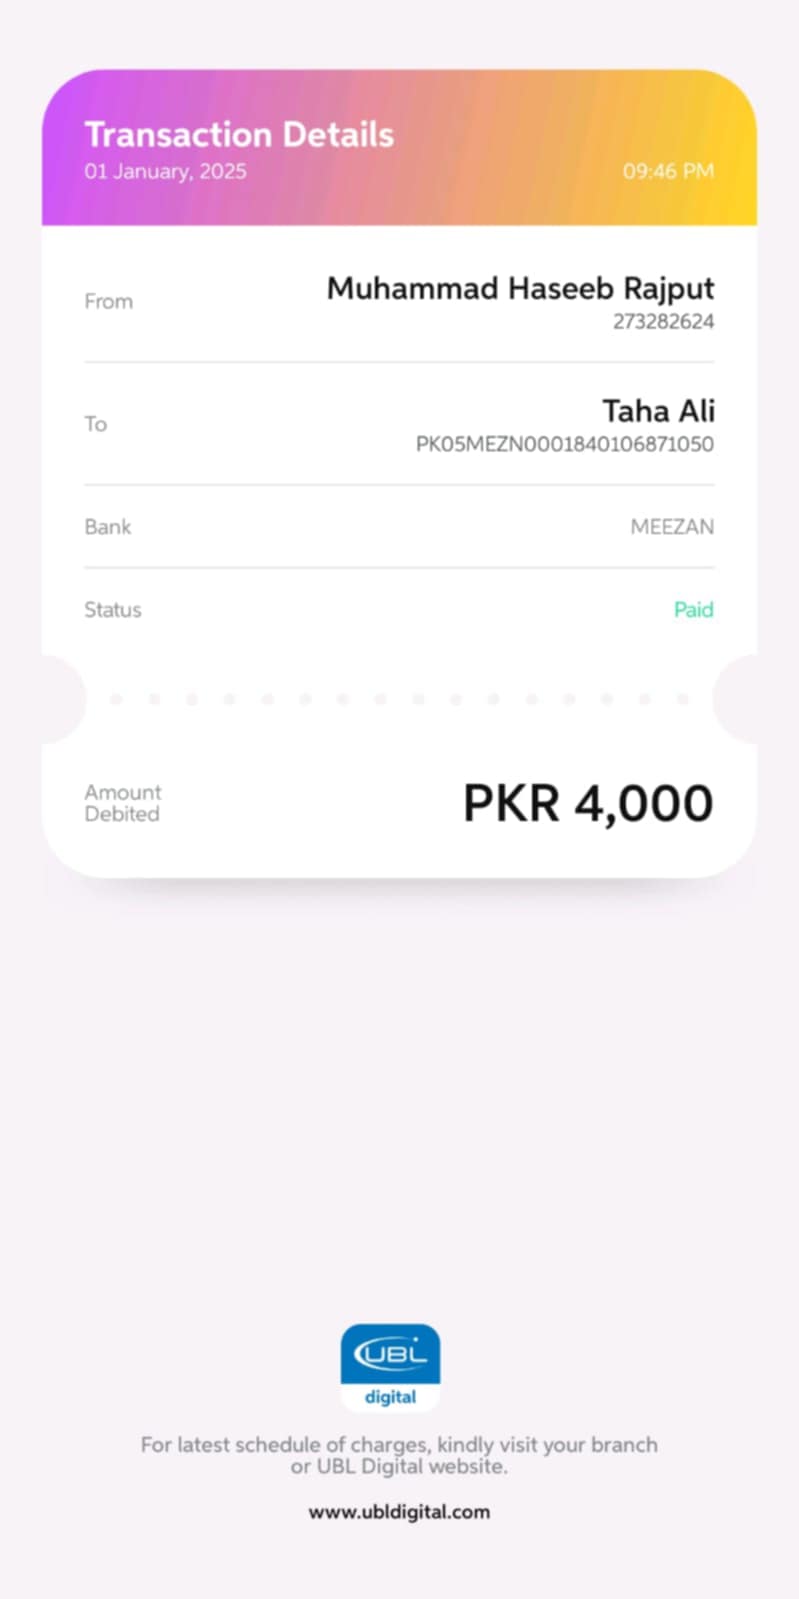 Transaction Details
01 January, 2025 09:46 PM
From
Muhammad Haseeb Rajput
273282624
To
Taha Ali
PK05MEZN0001840106871050
Bank MEEZAN
Status Paid
Amount
Debited
PKR 4,000
UBL
digital
For latest schedule of charges, kindly visit your branch
or UBL Digital website.
www.ubldigital.com